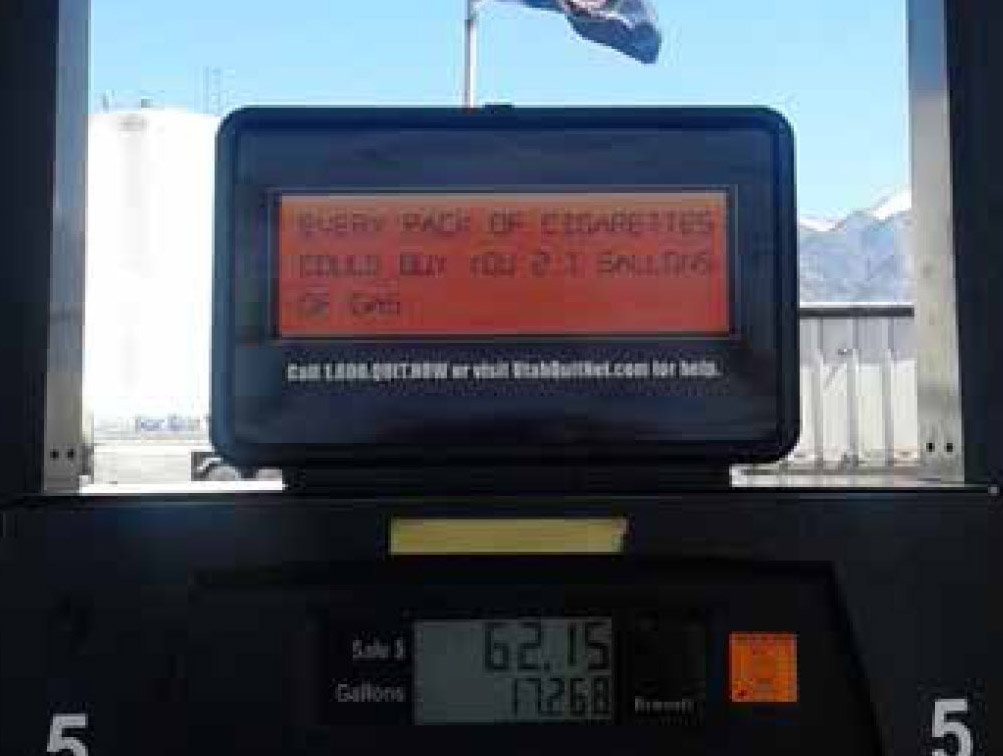 EVERY PACK OF CIGARETTES
COULD BUY YOU 2.1 GALLONS
OF GAS
Call 1.800.QUIT.NOW or visit UtahQuitNet.com for help.
Sale $ 62.15
Gallons 17.268
5 5